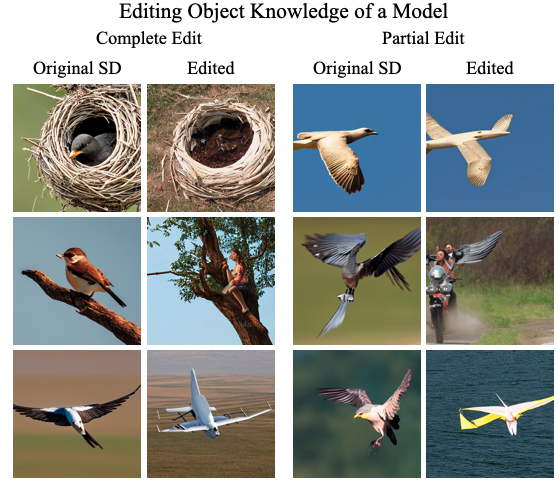 Editing Object Knowledge of a Model
Complete Edit
Partial Edit
Original SD
Edited
Original SD
Edited